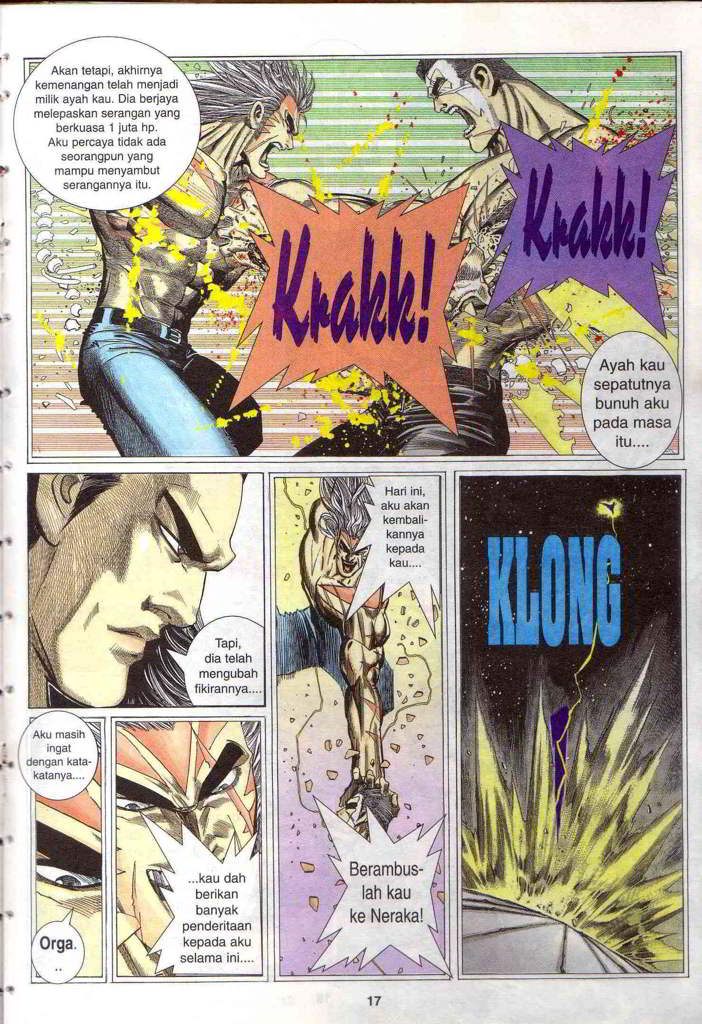 Akan tetapi, akhirnya
kemenangan telah menjadi
milik ayah kau. Dia berjaya
melepaskan serangan yang
berkuasa 1 juta hp.
Aku percaya tidak ada
seorangpun yang
mampu menyambut
serangannya itu.
Krakk!
Krakk!
Ayah kau
sepatutnya
bunuh aku
pada masa
itu....
Tapi,
dia telah
mengubah
fikirannya....
Aku masih
ingat
dengan kata-
katanya....
Orga.
..
...kau dah
berikan
banyak
penderitaan
kepada aku
selama ini....
Hari ini,
aku akan
kembali-
kannya
kepada
kau....
Berambus-
lah kau
ke Neraka!
KLONG
17